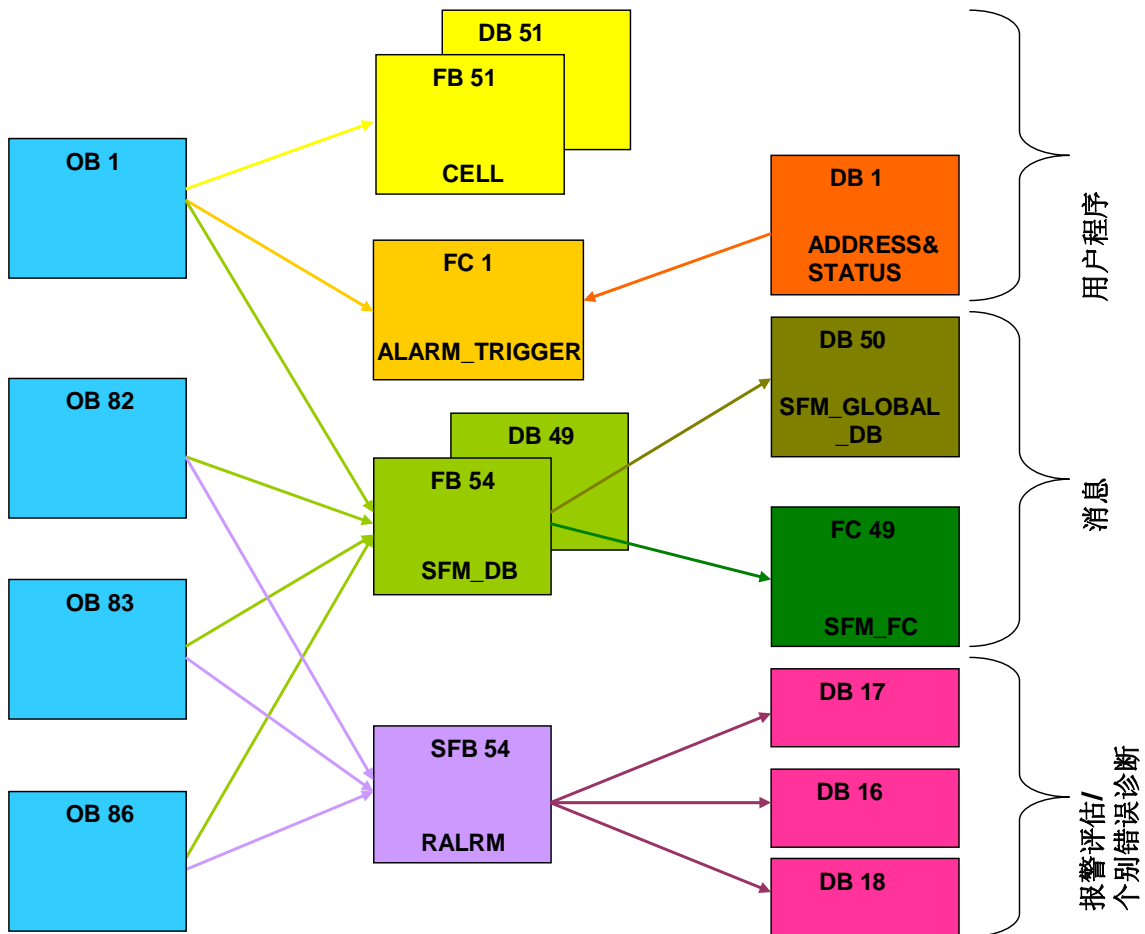 OB 1
OB 82
OB 83
OB 86
DB 51
FB 51
CELL
FC 1
ALARM_TRIGGER
DB 49
FB 54
SFM_DB
SFB 54
RALRM
DB 1
ADDRESS&
STATUS
DB 50
SFM_GLOBAL
_DB
FC 49
SFM_FC
DB 17
DB 16
DB 18
用户程序
消息
报警评估/
个别错误诊断